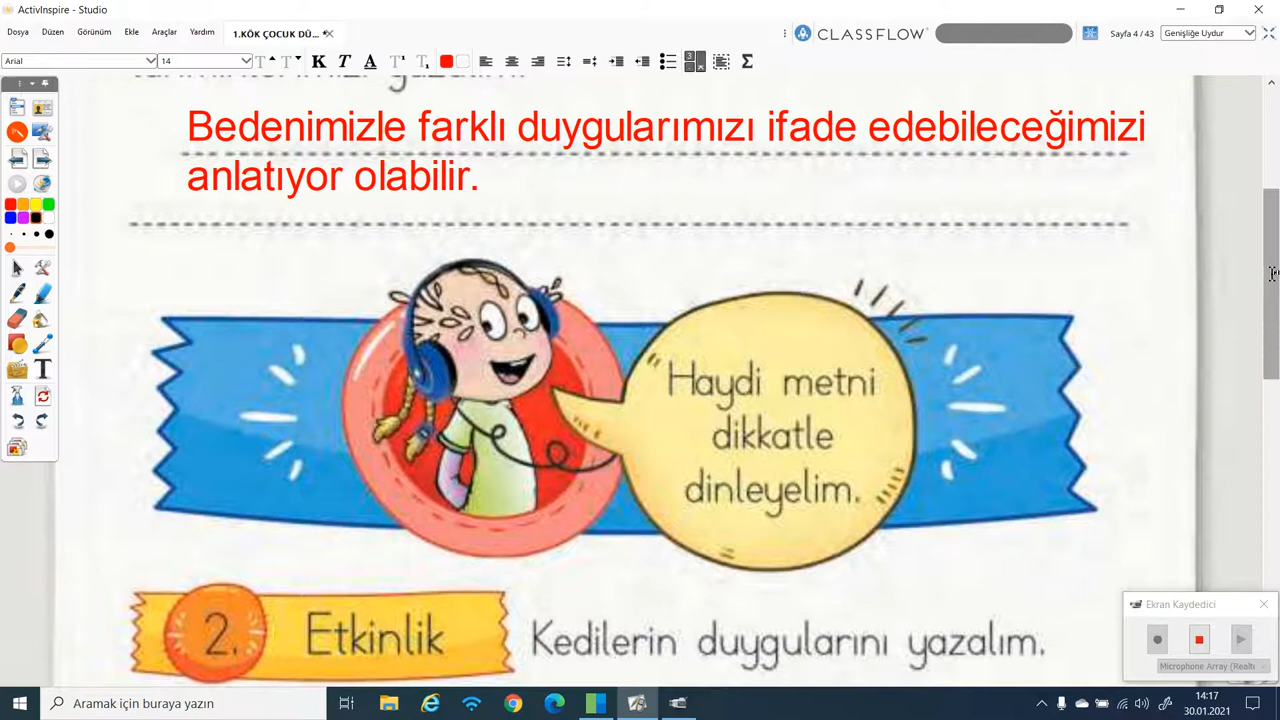 ActivInspire - Studio
Dosya Düzen Görünüm Ekle Araçlar Yardım
1.KÖK ÇOCUK DÜ... *
CLASSFLOW
Sayfa 4 / 43
Genişliğe Uydur
Arial
14
K T A
Bedenimizle farklı duygularımızı ifade edebileceğimizi
anlatıyor olabilir.
Haydi metni
dikkatle
dinleyelim.
2. Etkinlik Kedilerin duygularını yazalım.
Ekran Kaydedici
Microphone Array (Realt
Aramak için buraya yazın
14:17
30.01.2021